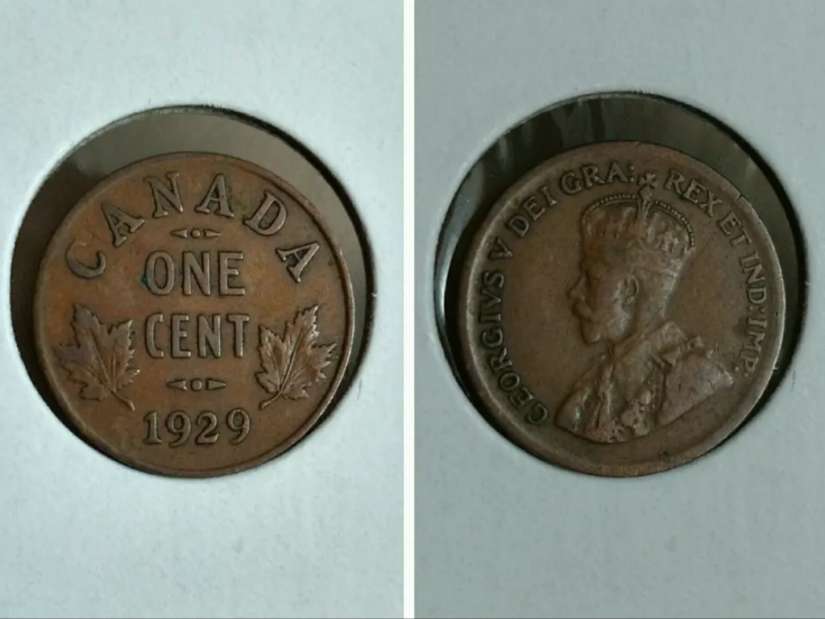 CANADA
ONE
CENT
1929
GEORGIVS V DEI GRA: REX ET IND: IMP: